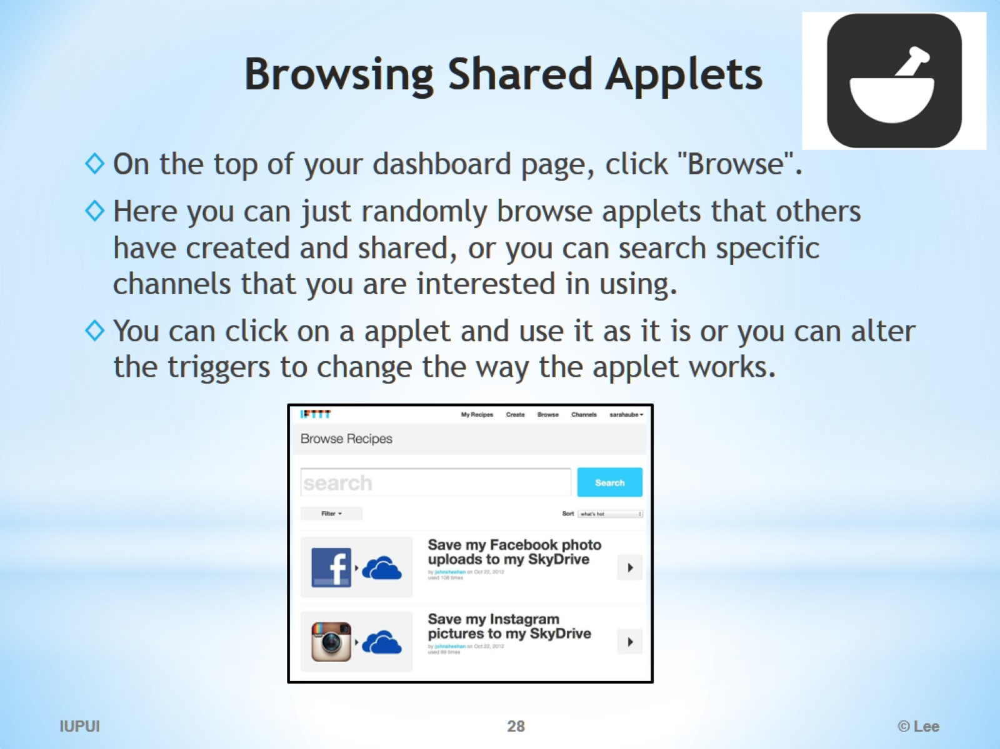 Browsing Shared Applets
On the top of your dashboard page, click "Browse".
Here you can just randomly browse applets that others
have created and shared, or you can search specific
channels that you are interested in using.
You can click on a applet and use it as it is or you can alter
the triggers to change the way the applet works.
IFTTT My Recipes Create Browse Channels sarahaube
Browse Recipes
search Search
Filter Sort what's hot
Save my Facebook photo
uploads to my SkyDrive
by johnsheehan on Oct 22, 2012
used 108 times
Save my Instagram
pictures to my SkyDrive
by johnsheehan on Oct 22, 2012
used 89 times
IUPUI 28 © Lee